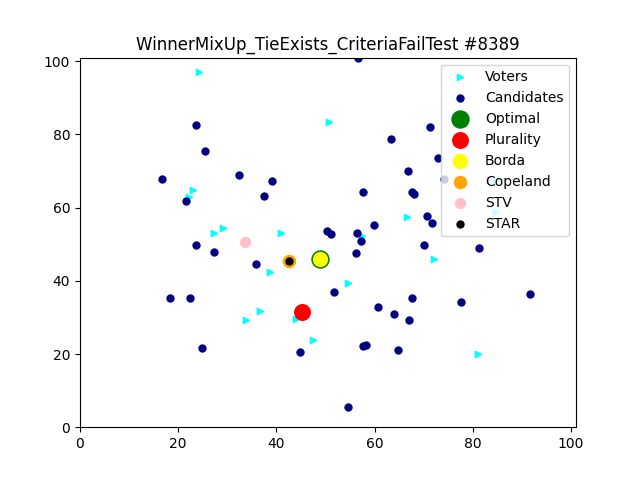 WinnerMixUp_TieExists_CriteriaFailTest #8389
100
80
60
40
20
0
0 20 40 60 80 100
Voters
Candidates
Optimal
Plurality
Borda
Copeland
STV
STAR